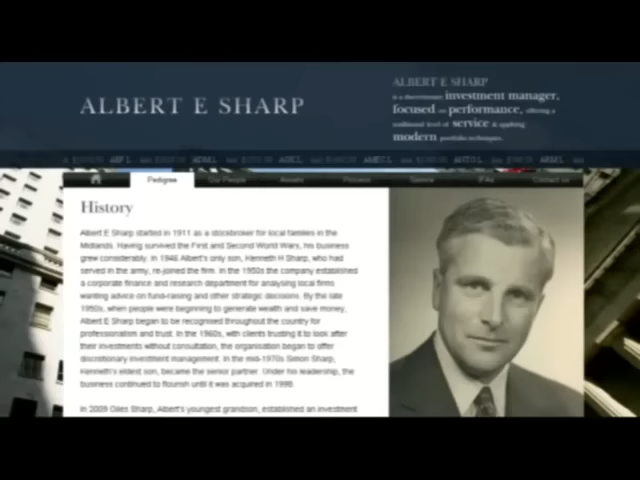 ALBERT E SHARP
ALBERT E SHARP
is a discretionary investment manager,
focused on performance, offering a
traditional level of service & applying
modern portfolio techniques.
Pedigree Our People Awards Process Service IFAs Contact us
History
Albert E Sharp started in 1911 as a stockbroker for local families in the
Midlands. Having survived the First and Second World Wars, his business
grew considerably. In 1946 Albert's only son, Kenneth H Sharp, who had
served in the army, re-joined the firm. In the 1950s the company established
a corporate finance and research department for analysing local firms
wanting advice on fund-raising and other strategic decisions. By the late
1950s, when people were beginning to generate wealth and save money,
Albert E Sharp began to be recognised throughout the country for
professionalism and trust. In the 1960s, with clients trusting it to look after
their investments without consultation, the organisation began to offer
discretionary investment management. In the mid-1970s Simon Sharp,
Kenneth's eldest son, became the senior partner. Under his leadership, the
business continued to flourish until it was acquired in 1998.
In 2009 Giles Sharp, Albert's youngest grandson, established an investment